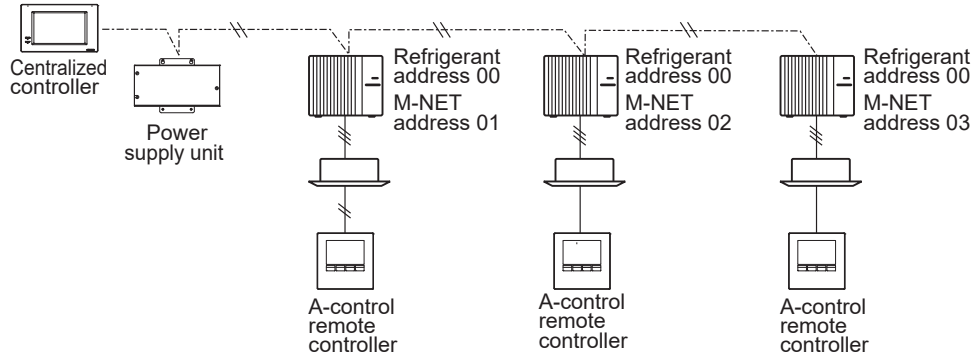 Centralized
controller
Power
supply unit
Refrigerant
address 00
M-NET
address 01
Refrigerant
address 00
M-NET
address 02
Refrigerant
address 00
M-NET
address 03
A-control
remote
controller
A-control
remote
controller
A-control
remote
controller